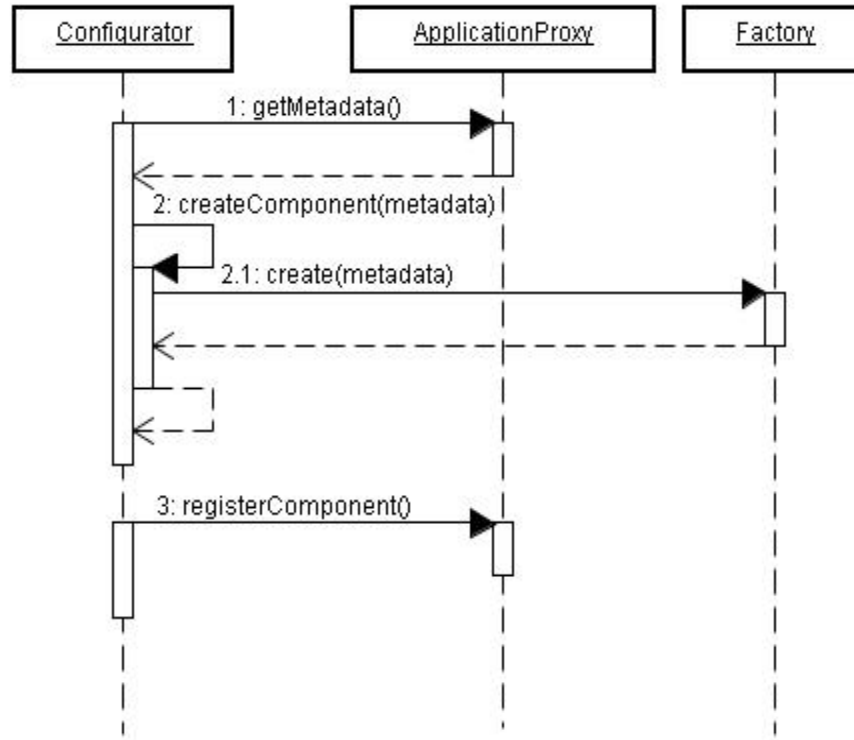 Configurator
ApplicationProxy
Factory
1: getMetadata()
2: createComponent(metadata)
2.1: create(metadata)
3: registerComponent()